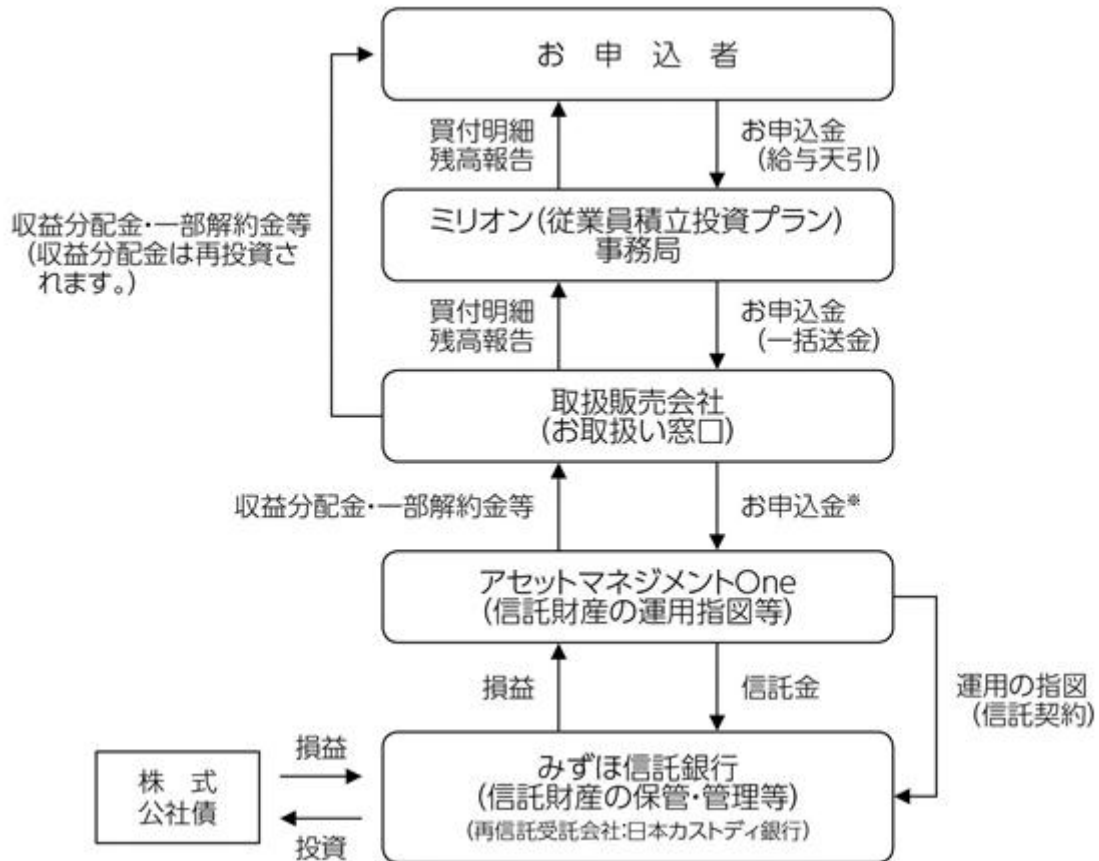 お 申 込 者
買付明細
残高報告
お申込金
(給与天引)
収益分配金・一部解約金等
(収益分配金は再投資さ
れます。)
ミリオン(従業員積立投資プラン)
事務局
買付明細
残高報告
お申込金
(一括送金)
取扱販売会社
(お取扱い窓口)
収益分配金・一部解約金等
お申込金※
アセットマネジメントOne
(信託財産の運用指図等)
損益
信託金
運用の指図
(信託契約)
株 式
公社債
損益
投資
みずほ信託銀行
(信託財産の保管・管理等)
(再信託受託会社:日本カストディ銀行)